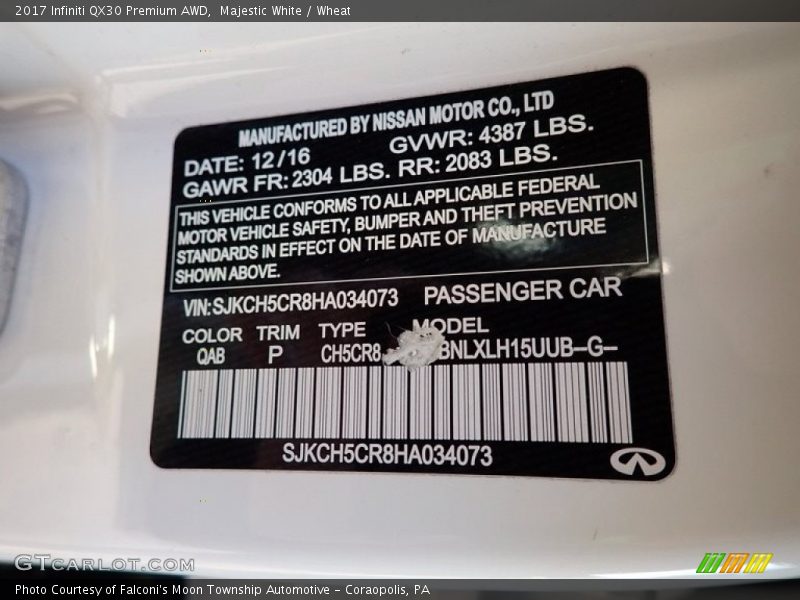 2017 Infiniti QX30 Premium AWD,  Majestic White / Wheat
MANUFACTURED BY NISSAN MOTOR CO., LTD
DATE: 12/16 GVWR: 4387 LBS.
GAWR FR: 2304 LBS. RR: 2083 LBS.
THIS VEHICLE CONFORMS TO ALL APPLICABLE FEDERAL
MOTOR VEHICLE SAFETY, BUMPER AND THEFT PREVENTION
STANDARDS IN EFFECT ON THE DATE OF MANUFACTURE
SHOWN ABOVE.
VIN: SJKCH5CR8HA034073 PASSENGER CAR
COLOR TRIM TYPE MODEL
QAB P CH5CR8
SJKCH5CR8HA034073
GTCARLOT.COM
Photo Courtesy of Falconi's Moon Township Automotive – Coraopolis, PA